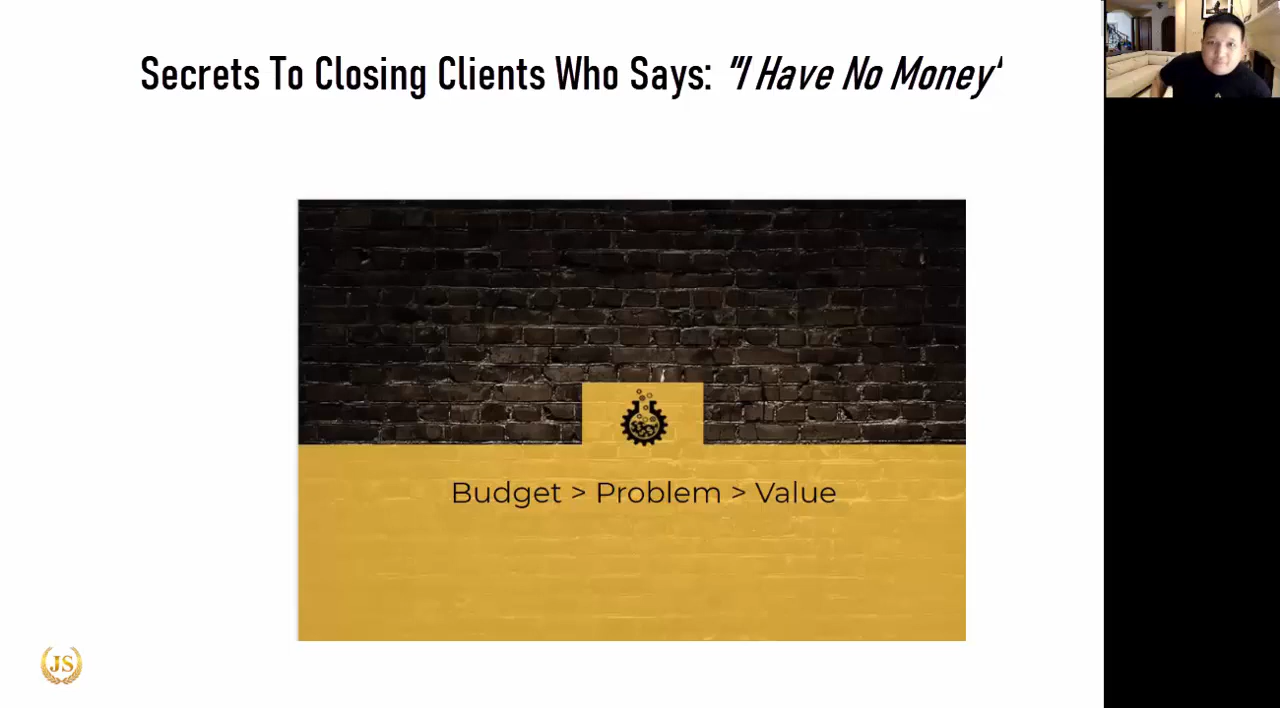 Secrets To Closing Clients Who Says: "I Have No Money'
Budget > Problem > Value
JS